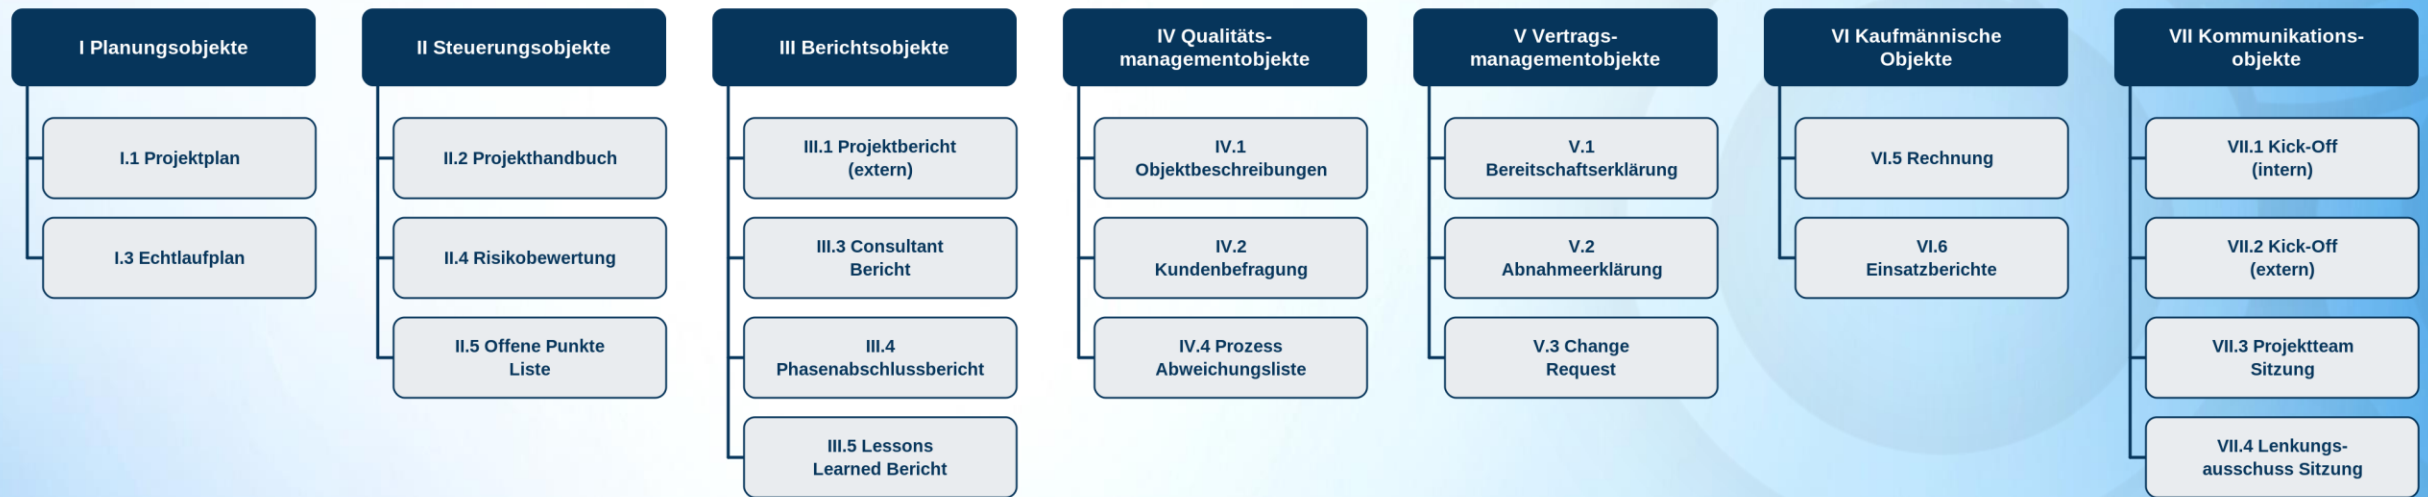 I Planungsobjekte
I.1 Projektplan
I.3 Echtlaufplan
II Steuerungsobjekte
II.2 Projekthandbuch
II.4 Risikobewertung
II.5 Offene Punkte
Liste
III Berichtsobjekte
III.1 Projektbericht
(extern)
III.3 Consultant
Bericht
III.4
Phasenabschlussbericht
III.5 Lessons
Learned Bericht
IV Qualitäts-
managementobjekte
IV.1
Objektbeschreibungen
IV.2
Kundenbefragung
IV.4 Prozess
Abweichungsliste
V Vertrags-
managementobjekte
V.1
Bereitschaftserklärung
V.2
Abnahmeerklärung
V.3 Change
Request
VI Kaufmännische
Objekte
VI.5 Rechnung
VI.6
Einsatzberichte
VII Kommunikations-
objekte
VII.1 Kick-Off
(intern)
VII.2 Kick-Off
(extern)
VII.3 Projektteam
Sitzung
VII.4 Lenkungs-
ausschuss Sitzung